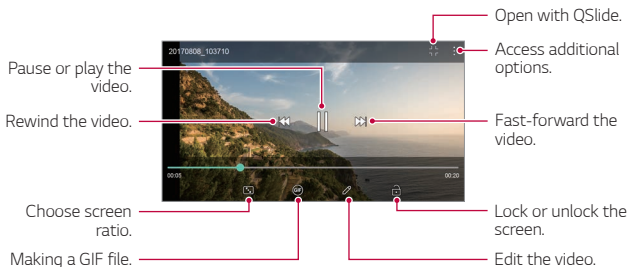 Open with QSlide.
20170808_103710
Access additional
options.
Pause or play the
video.
Rewind the video.
Fast-forward the
video.
00:05
00:20
GIF
Choose screen
ratio.
Lock or unlock the
screen.
Making a GIF file.
Edit the video.